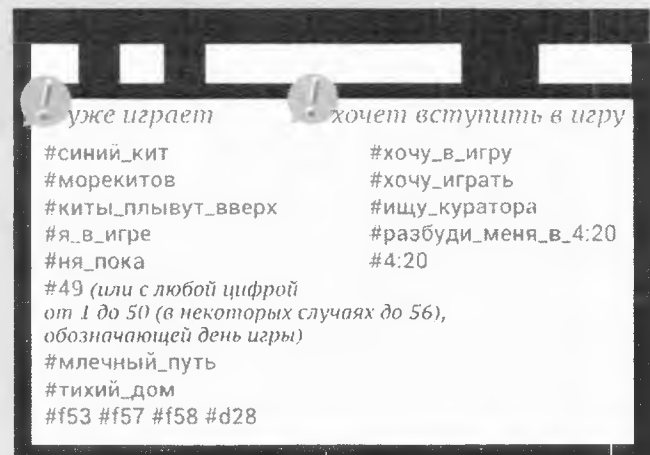 уже играет
#синий_кит
#морекитов
#киты_плывут_вверх
#я_в_игре
#ня_пока
#49 (или с любой цифрой
от 1 до 50 (в некоторых случаях до 56),
обозначающей день игры)
#млечный_путь
#тихий_дом
#f53 #f57 #f58 #d28
хочет вступить в игру
#хочу_в_игру
#хочу_играть
#ищу_куратора
#разбуди_меня_в_4:20
#4:20